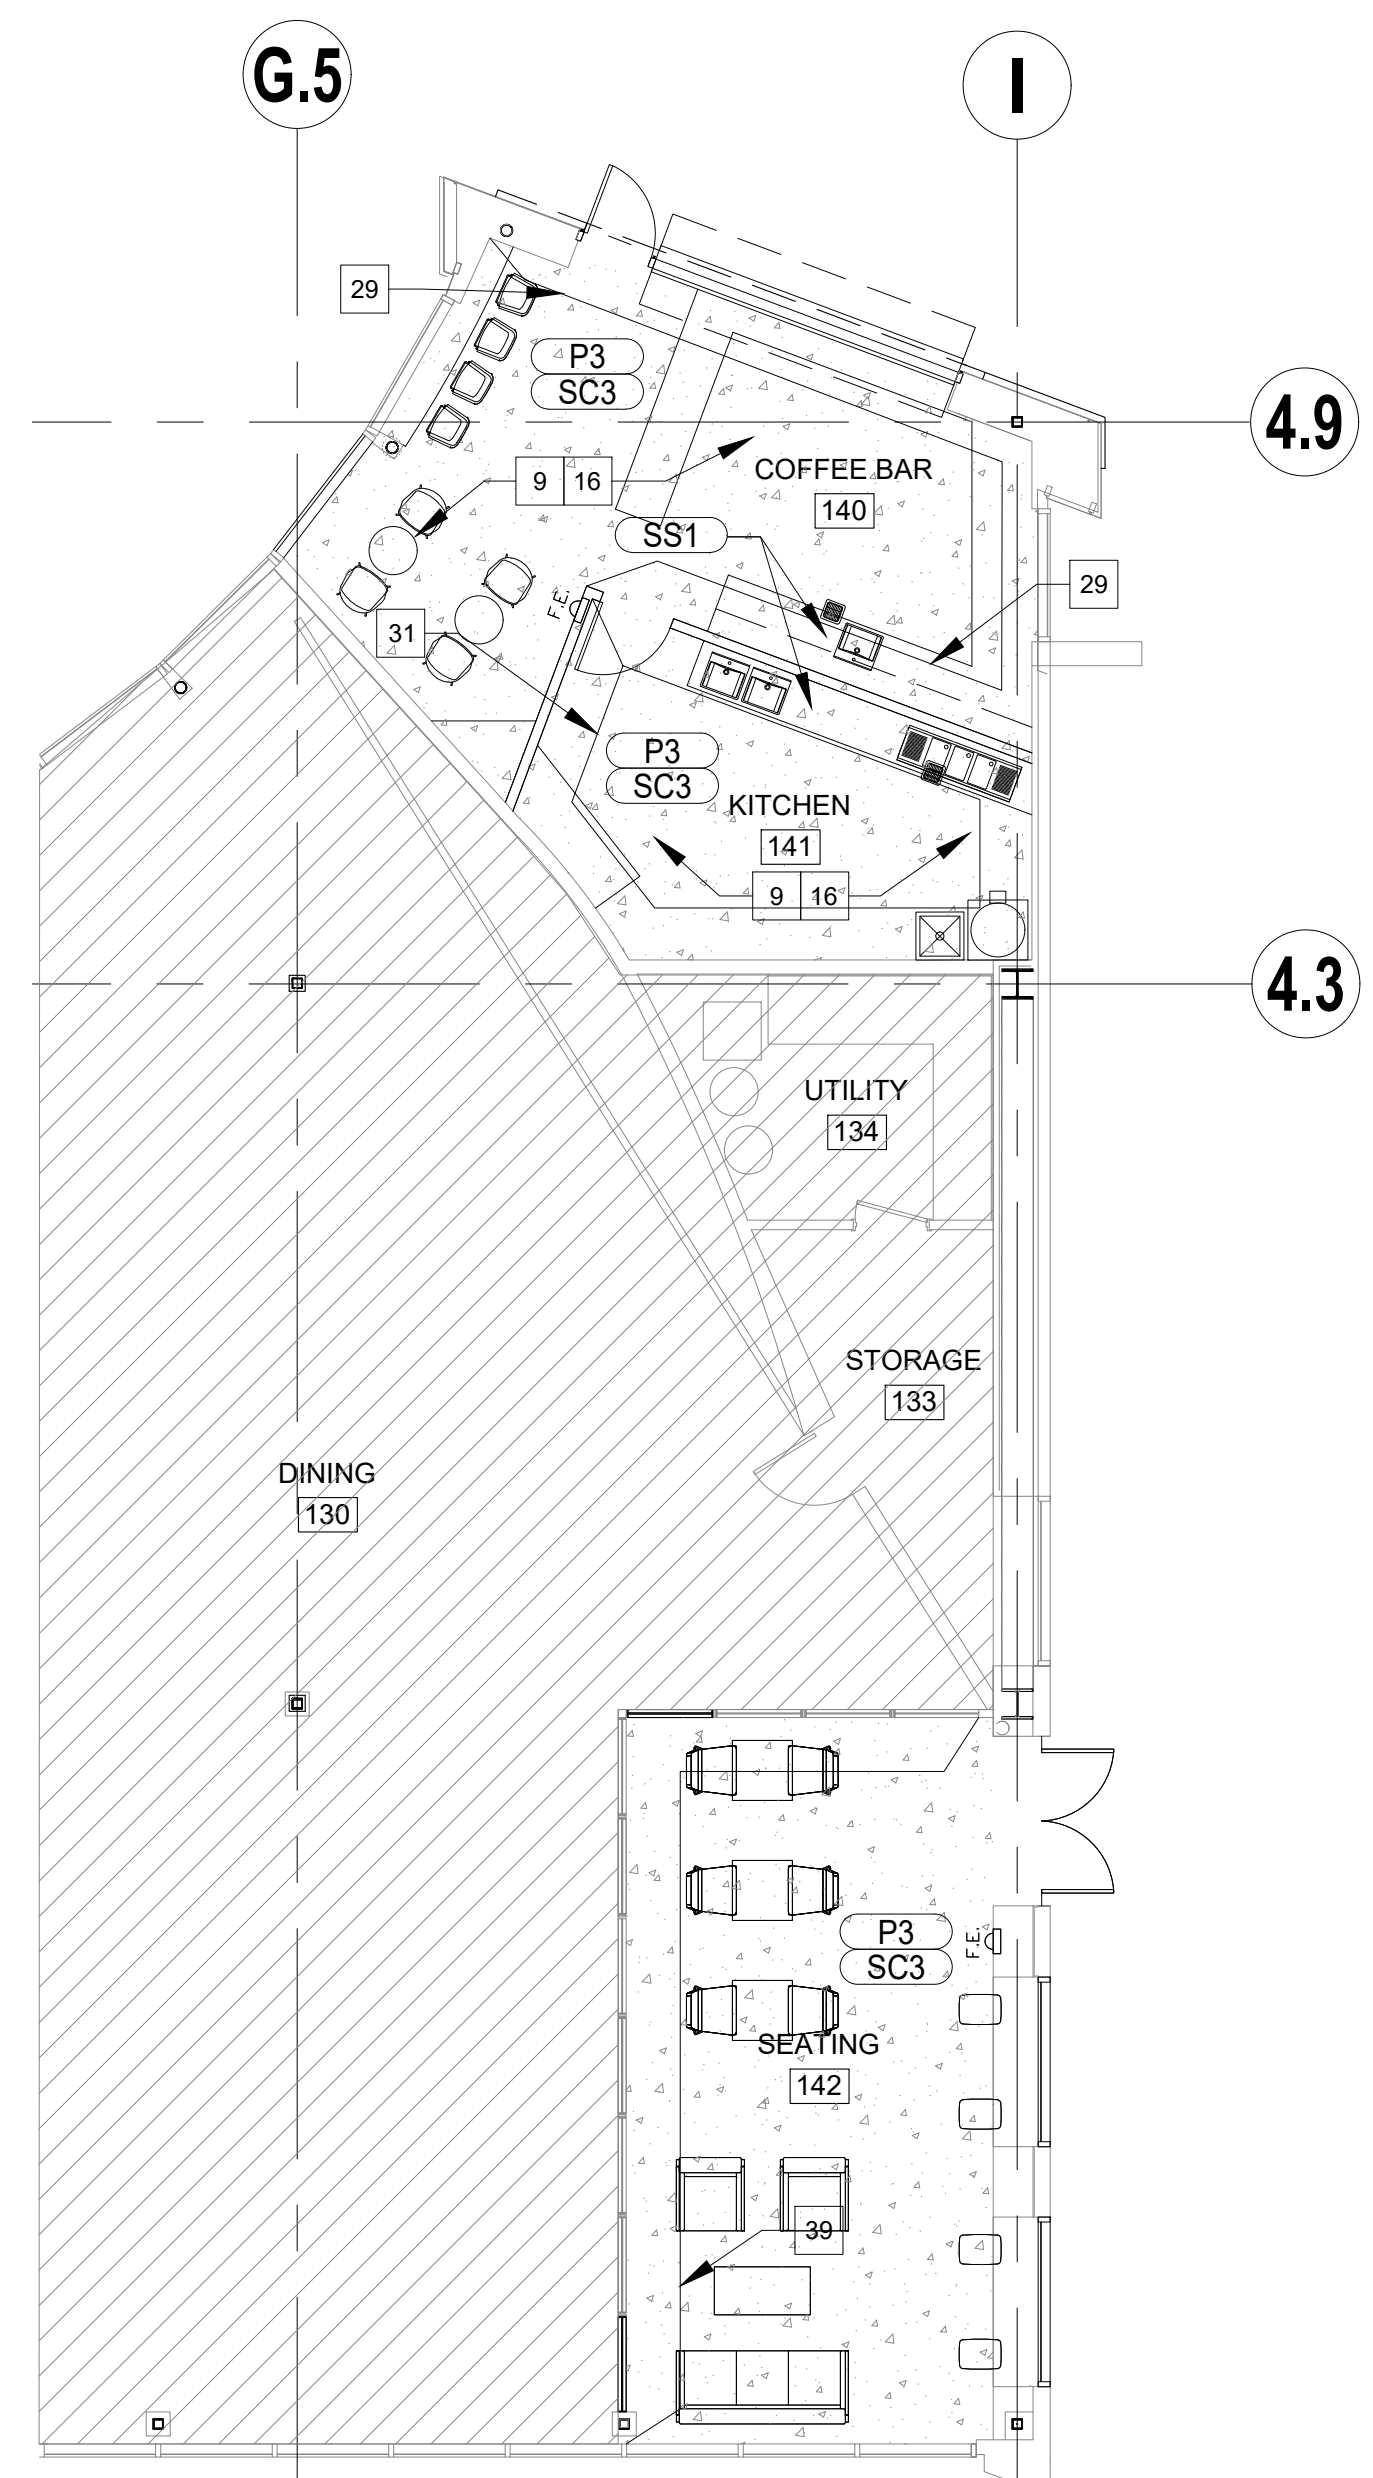 G.5
I
29
P3
SC3
4.9
COFFEE BAR
140
9 16
SS1
29
F.E.
31
P3
SC3
KITCHEN
141
9 16
4.3
UTILITY
134
STORAGE
133
DINING
130
P3
SC3
F.E.
SEATING
142
39